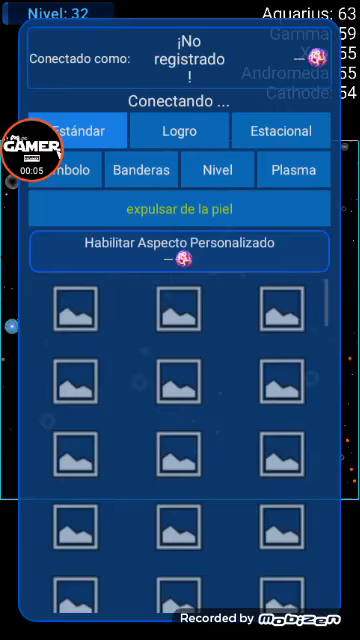 Nivel: 32
Aquarius: 63
Gamma: 59
55
Andromeda: 55
Cathode: 54
Conectado como:
¡No
registrado
!
---
Conectando ...
Estándar
Logro
Estacional
mbolo
Banderas
Nivel
Plasma
GAMER
00:05
expulsar de la piel
Habilitar Aspecto Personalizado
---
Recorded by mobizen